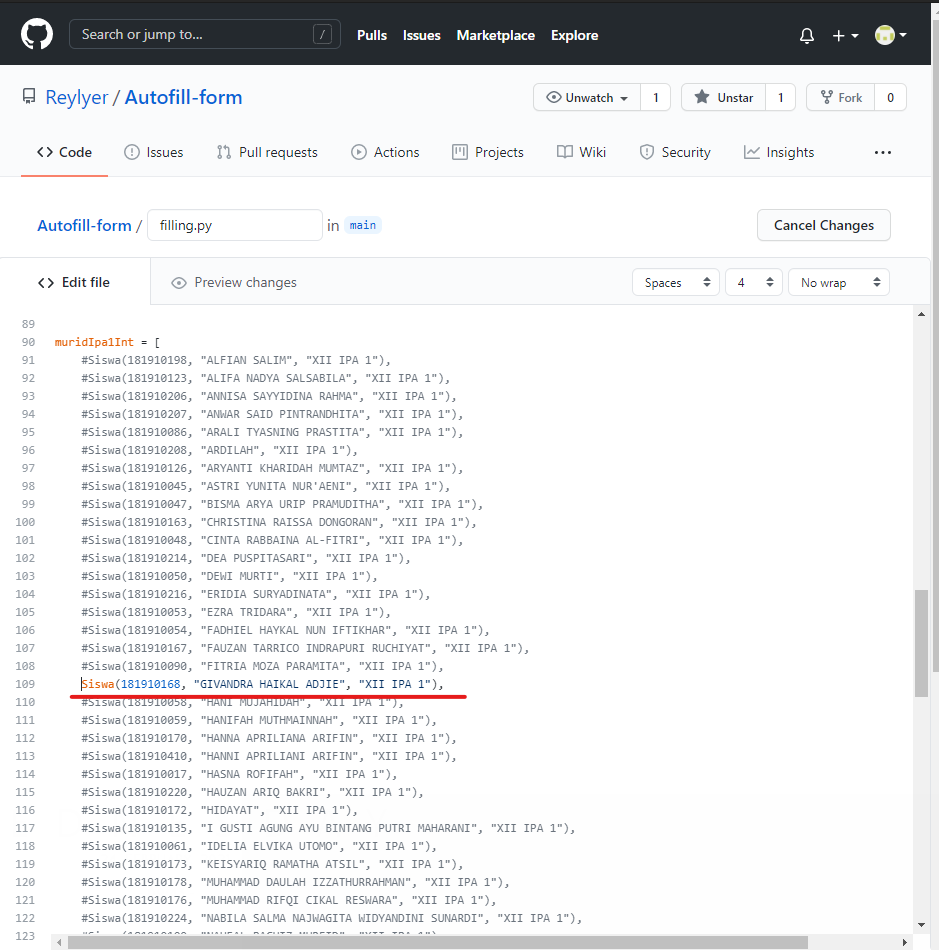 Search or jump to... /
Pulls Issues Marketplace Explore
Reylyer / Autofill-form
Unwatch 1 Unstar 1 Fork 0
Code Issues Pull requests Actions Projects Wiki Security Insights ...
Autofill-form / filling.py in main
Cancel Changes
Edit file Preview changes
Spaces 4 No wrap
89
90 muridIpa1Int = [
91 #Siswa(181910198, "ALFIAN SALIM", "XII IPA 1"),
92 #Siswa(181910123, "ALIFA NADYA SALSABILA", "XII IPA 1"),
93 #Siswa(181910206, "ANNISA SAYYIDINA RAHMA", "XII IPA 1"),
94 #Siswa(181910207, "ANWAR SAID PINTRANDHITA", "XII IPA 1"),
95 #Siswa(181910086, "ARALI TYASNING PRASTITA", "XII IPA 1"),
96 #Siswa(181910208, "ARDILAH", "XII IPA 1"),
97 #Siswa(181910126, "ARYANTI KHARIDAH MUMTAZ", "XII IPA 1"),
98 #Siswa(181910045, "ASTRI YUNITA NUR'AENI", "XII IPA 1"),
99 #Siswa(181910047, "BISMA ARYA URIP PRAMUDITHA", "XII IPA 1"),
100 #Siswa(181910163, "CHRISTINA RAISSA DONGORAN", "XII IPA 1"),
101 #Siswa(181910048, "CINTA RABBAINA AL-FITRI", "XII IPA 1"),
102 #Siswa(181910214, "DEA PUSPITASARI", "XII IPA 1"),
103 #Siswa(181910050, "DEWI MURTI", "XII IPA 1"),
104 #Siswa(181910216, "ERIDIA SURYADINATA", "XII IPA 1"),
105 #Siswa(181910053, "EZRA TRIDARA", "XII IPA 1"),
106 #Siswa(181910054, "FADHIEL HAYKAL NUN IFTIKHAR", "XII IPA 1"),
107 #Siswa(181910167, "FAUZAN TARRICO INDRAPURI RUCHIYAT", "XII IPA 1"),
108 #Siswa(181910090, "FITRIA MOZA PARAMITA", "XII IPA 1"),
109 Siswa(181910168, "GIVANDRA HAIKAL ADJIE", "XII IPA 1"),
110 #Siswa(181910058, "HANI MUJAHIDAH", "XII IPA 1"),
111 #Siswa(181910059, "HANIFAH MUTHMAINNAH", "XII IPA 1"),
112 #Siswa(181910170, "HANNA APRILIANA ARIFIN", "XII IPA 1"),
113 #Siswa(181910410, "HANNI APRILIANI ARIFIN", "XII IPA 1"),
114 #Siswa(181910017, "HASNA ROFIFAH", "XII IPA 1"),
115 #Siswa(181910220, "HAUZAN ARIQ BAKRI", "XII IPA 1"),
116 #Siswa(181910172, "HIDAYAT", "XII IPA 1"),
117 #Siswa(181910135, "I GUSTI AGUNG AYU BINTANG PUTRI MAHARANI", "XII IPA 1"),
118 #Siswa(181910061, "IDELIA ELVIKA UTOMO", "XII IPA 1"),
119 #Siswa(181910173, "KEISYARIQ RAMATHA ATSIL", "XII IPA 1"),
120 #Siswa(181910178, "MUHAMMAD DAULAH IZZATHURRAHMAN", "XII IPA 1"),
121 #Siswa(181910176, "MUHAMMAD RIFQI CIKAL RESWARA", "XII IPA 1"),
122 #Siswa(181910224, "NABILA SALMA NAJWAGITA WIDYANDINI SUNARDI", "XII IPA 1"),
123